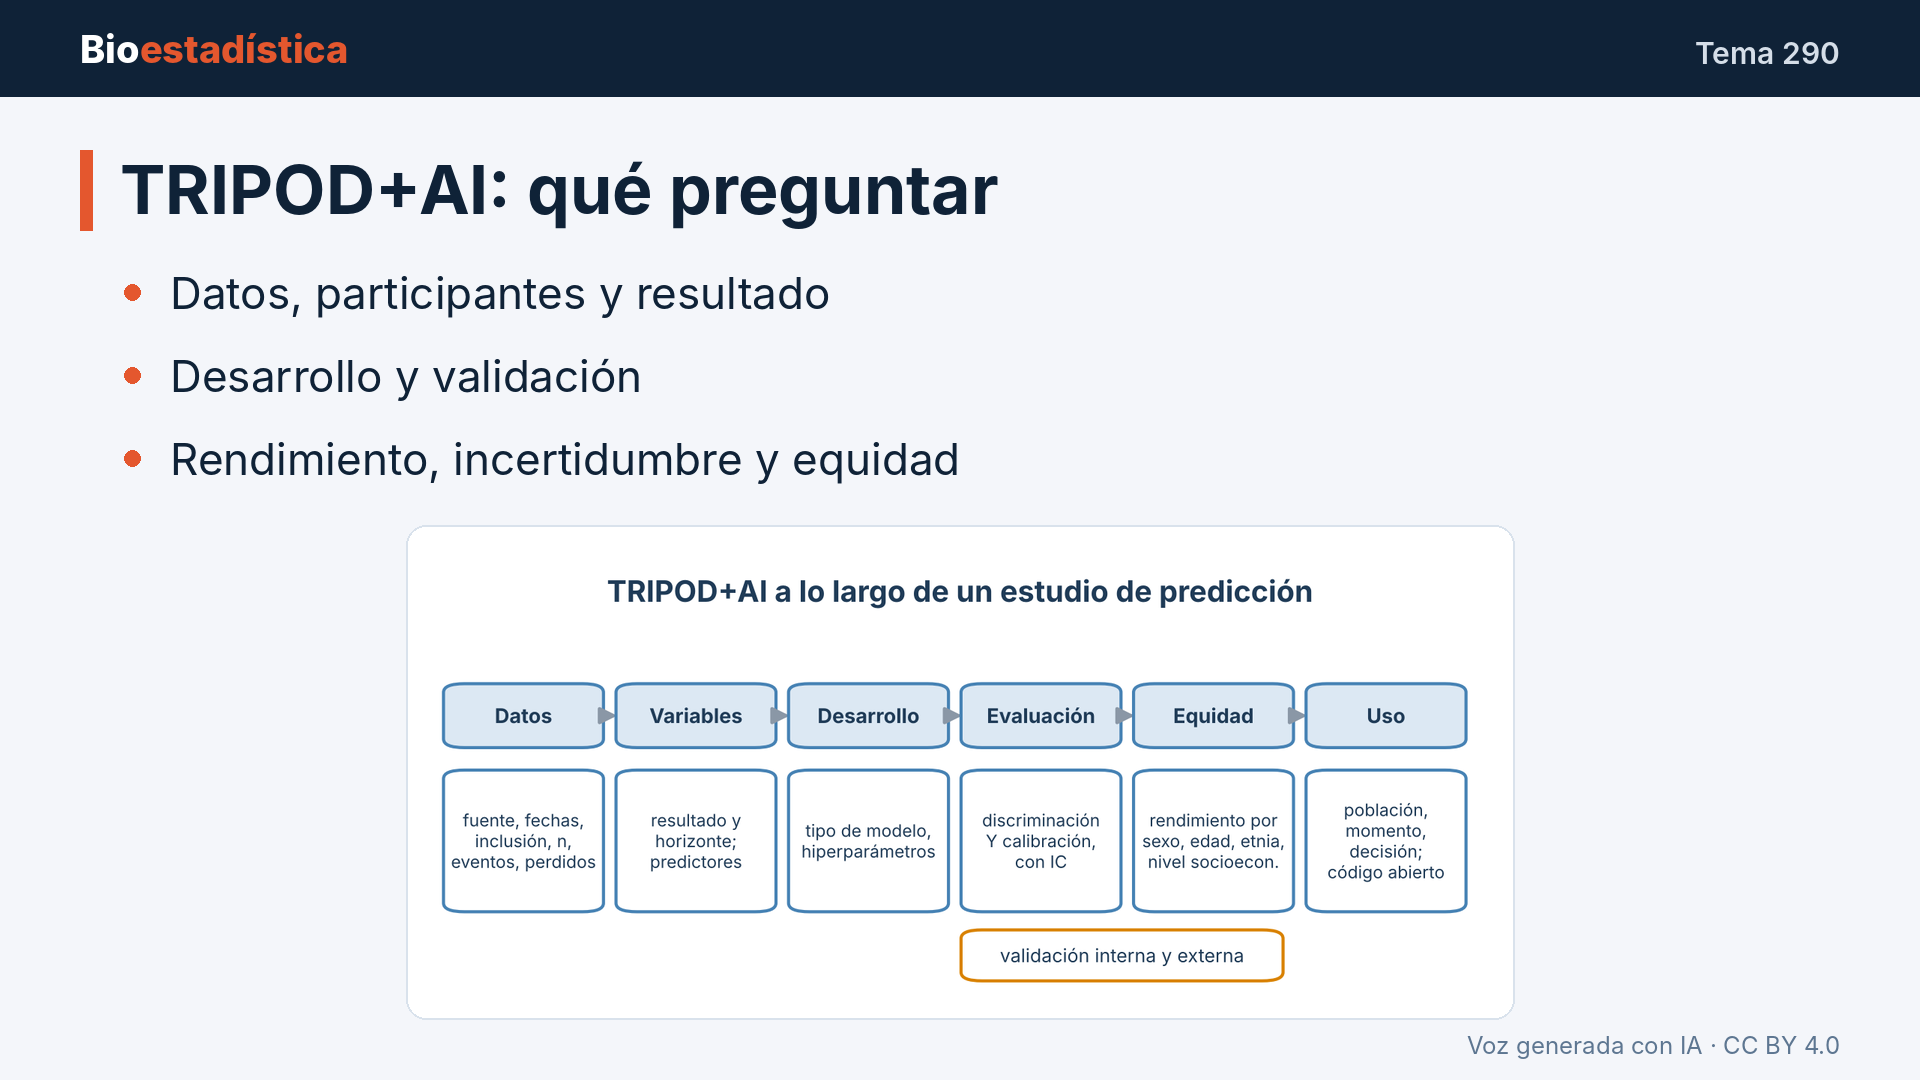 Bioestadística
Tema 290
TRIPOD+AI: qué preguntar
Datos, participantes y resultado
Desarrollo y validación
Rendimiento, incertidumbre y equidad
TRIPOD+AI a lo largo de un estudio de predicción
Datos
Variables
Desarrollo
Evaluación
Equidad
Uso
fuente, fechas,
inclusión, n,
eventos, perdidos
resultado y
horizonte;
predictores
tipo de modelo,
hiperparámetros
discriminación
Y calibración,
con IC
rendimiento por
sexo, edad, etnia,
nivel socioecon.
población,
momento,
decisión;
código abierto
validación interna y externa
Voz generada con IA · CC BY 4.0